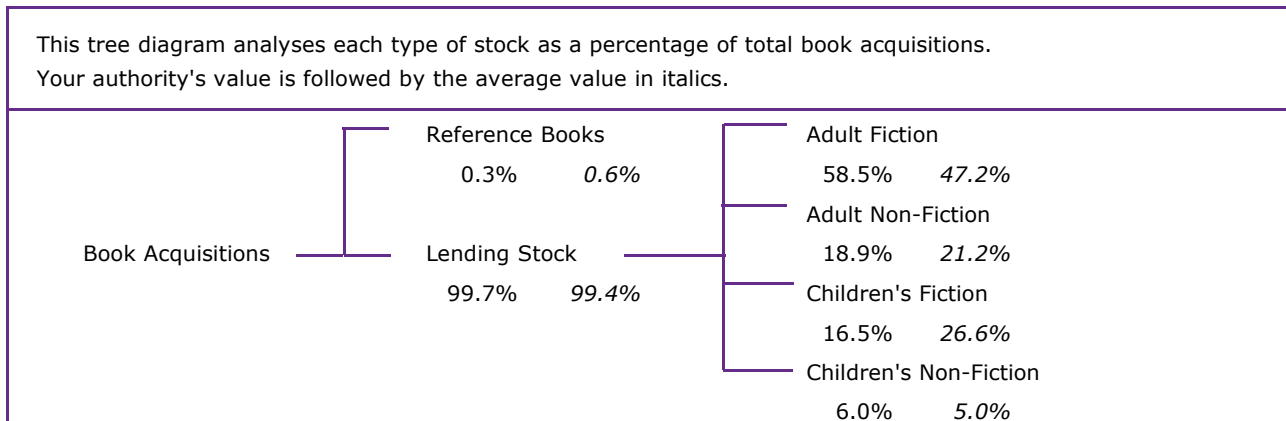 This tree diagram analyses each type of stock as a percentage of total book acquisitions.
Your authority's value is followed by the average value in italics.
Reference Books
0.3% 0.6%
Book Acquisitions
Lending Stock
99.7% 99.4%
Adult Fiction
58.5% 47.2%
Adult Non-Fiction
18.9% 21.2%
Children's Fiction
16.5% 26.6%
Children's Non-Fiction
6.0% 5.0%